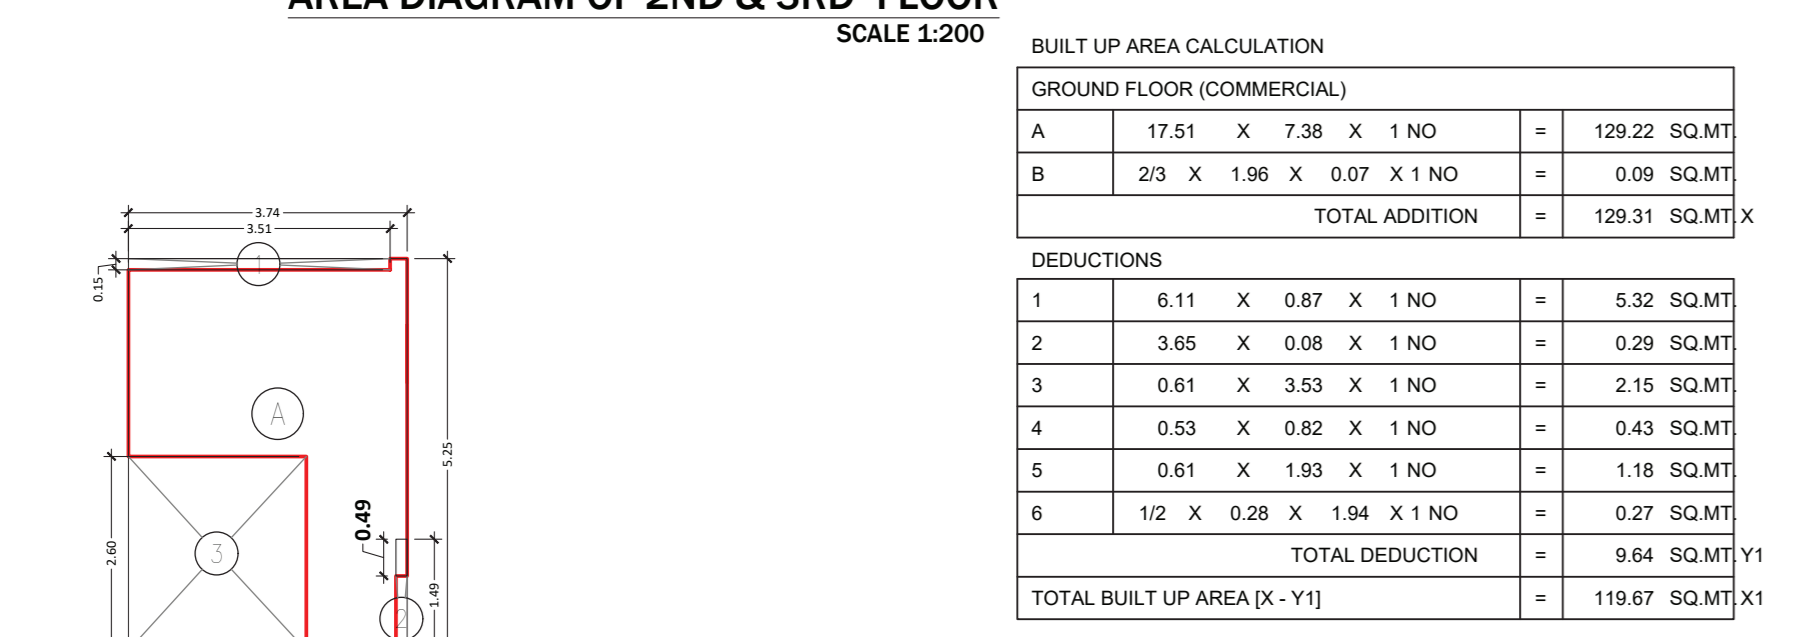 AREA DIAGRAM OF 2ND & 3RD FLOOR
SCALE 1:200
3.74
3.51
1
0.15
A
5.25
0.49
3
2.60
1.49
2
BUILT UP AREA CALCULATION
GROUND FLOOR (COMMERCIAL)
A 17.51 X 7.38 X 1 NO = 129.22 SQ.MT.
B 2/3 X 1.96 X 0.07 X 1 NO = 0.09 SQ.MT.
TOTAL ADDITION = 129.31 SQ.MT. X
DEDUCTIONS
1 6.11 X 0.87 X 1 NO = 5.32 SQ.MT.
2 3.65 X 0.08 X 1 NO = 0.29 SQ.MT.
3 0.61 X 3.53 X 1 NO = 2.15 SQ.MT.
4 0.53 X 0.82 X 1 NO = 0.43 SQ.MT.
5 0.61 X 1.93 X 1 NO = 1.18 SQ.MT.
6 1/2 X 0.28 X 1.94 X 1 NO = 0.27 SQ.MT.
TOTAL DEDUCTION = 9.64 SQ.MT. Y1
TOTAL BUILT UP AREA [X - Y1] = 119.67 SQ.MT. X1